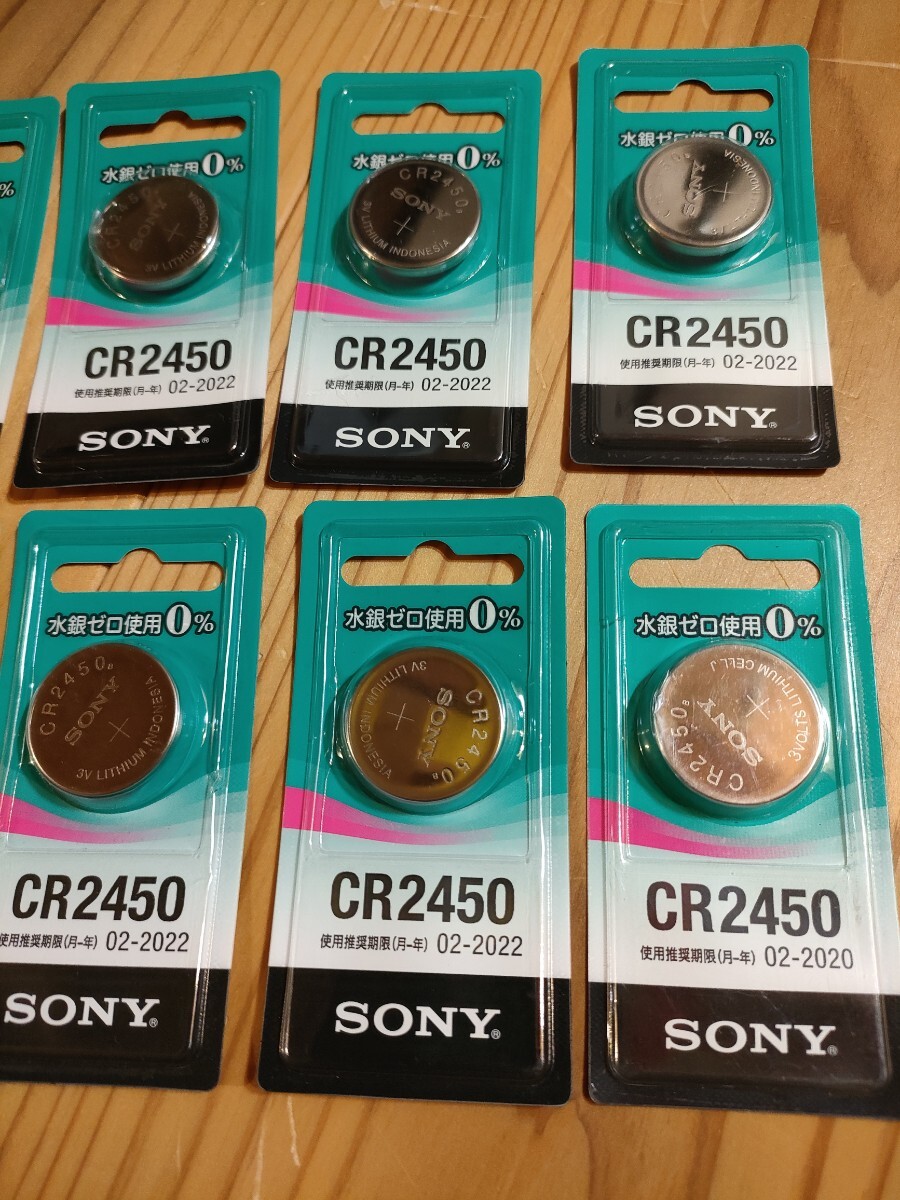 %
水銀ゼロ使用0%
CR2450B
SONY
+
3V LITHIUM INDONESIA
CR2450
使用推奨期限(月-年) 02-2022
SONY®
水銀ゼロ使用0%
CR2450B
SONY
+
3V LITHIUM INDONESIA
CR2450
使用推奨期限(月-年) 02-2022
SONY®
水銀ゼロ使用0%
SONY
+
INDONESIA
CR2450
使用推奨期限(月-年) 02-2022
SONY®
水銀ゼロ使用0%
CR2450B
SONY
+
3V LITHIUM INDONESIA
CR2450
使用推奨期限(月-年) 02-2022
SONY®
水銀ゼロ使用0%
CR2450B
SONY
+
3V LITHIUM INDONESIA
CR2450
使用推奨期限(月-年) 02-2022
SONY®
水銀ゼロ使用0%
CR2450B
SONY
+
3VOLTS LITHIUM CELL J
CR2450
使用推奨期限(月-年) 02-2020
SONY®